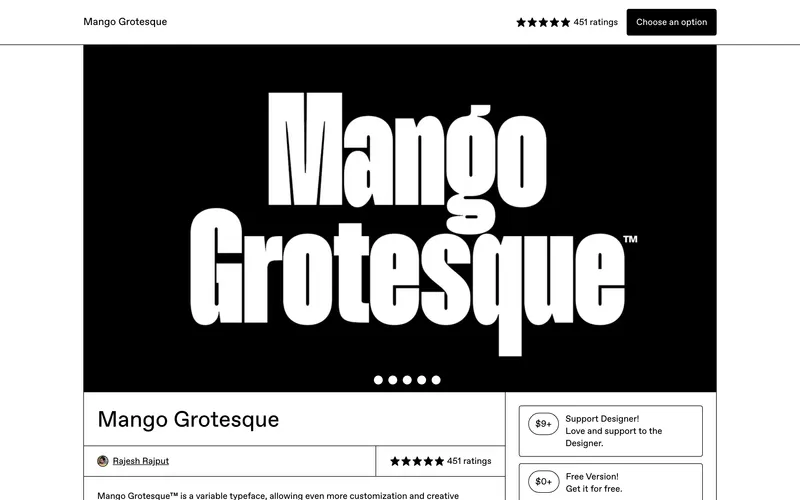 Mango Grotesque
451 ratings
Choose an option
Mango
Grotesque™
Mango Grotesque
Rajesh Rajput
451 ratings
Mango Grotesque™ is a variable typeface, allowing even more customization and creative
$9+
Support Designer!
Love and support to the
Designer.
$0+
Free Version!
Get it for free.